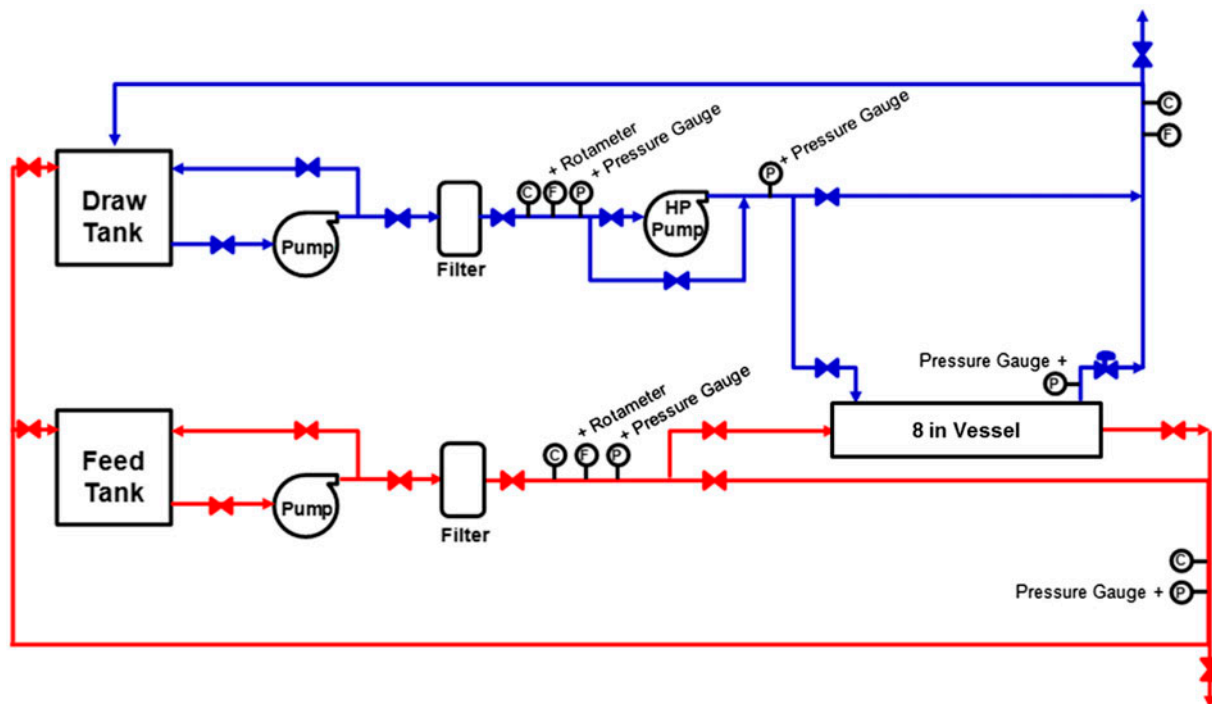 C
F
+ Rotameter
+ Pressure Gauge
+ Pressure Gauge
C
F
P
P
Draw
Tank
Pump
HP
Pump
Filter
Pressure Gauge +
P
+ Rotameter
+ Pressure Gauge
8 in Vessel
Feed
Tank
C
F
P
Pump
Filter
C
Pressure Gauge +
P